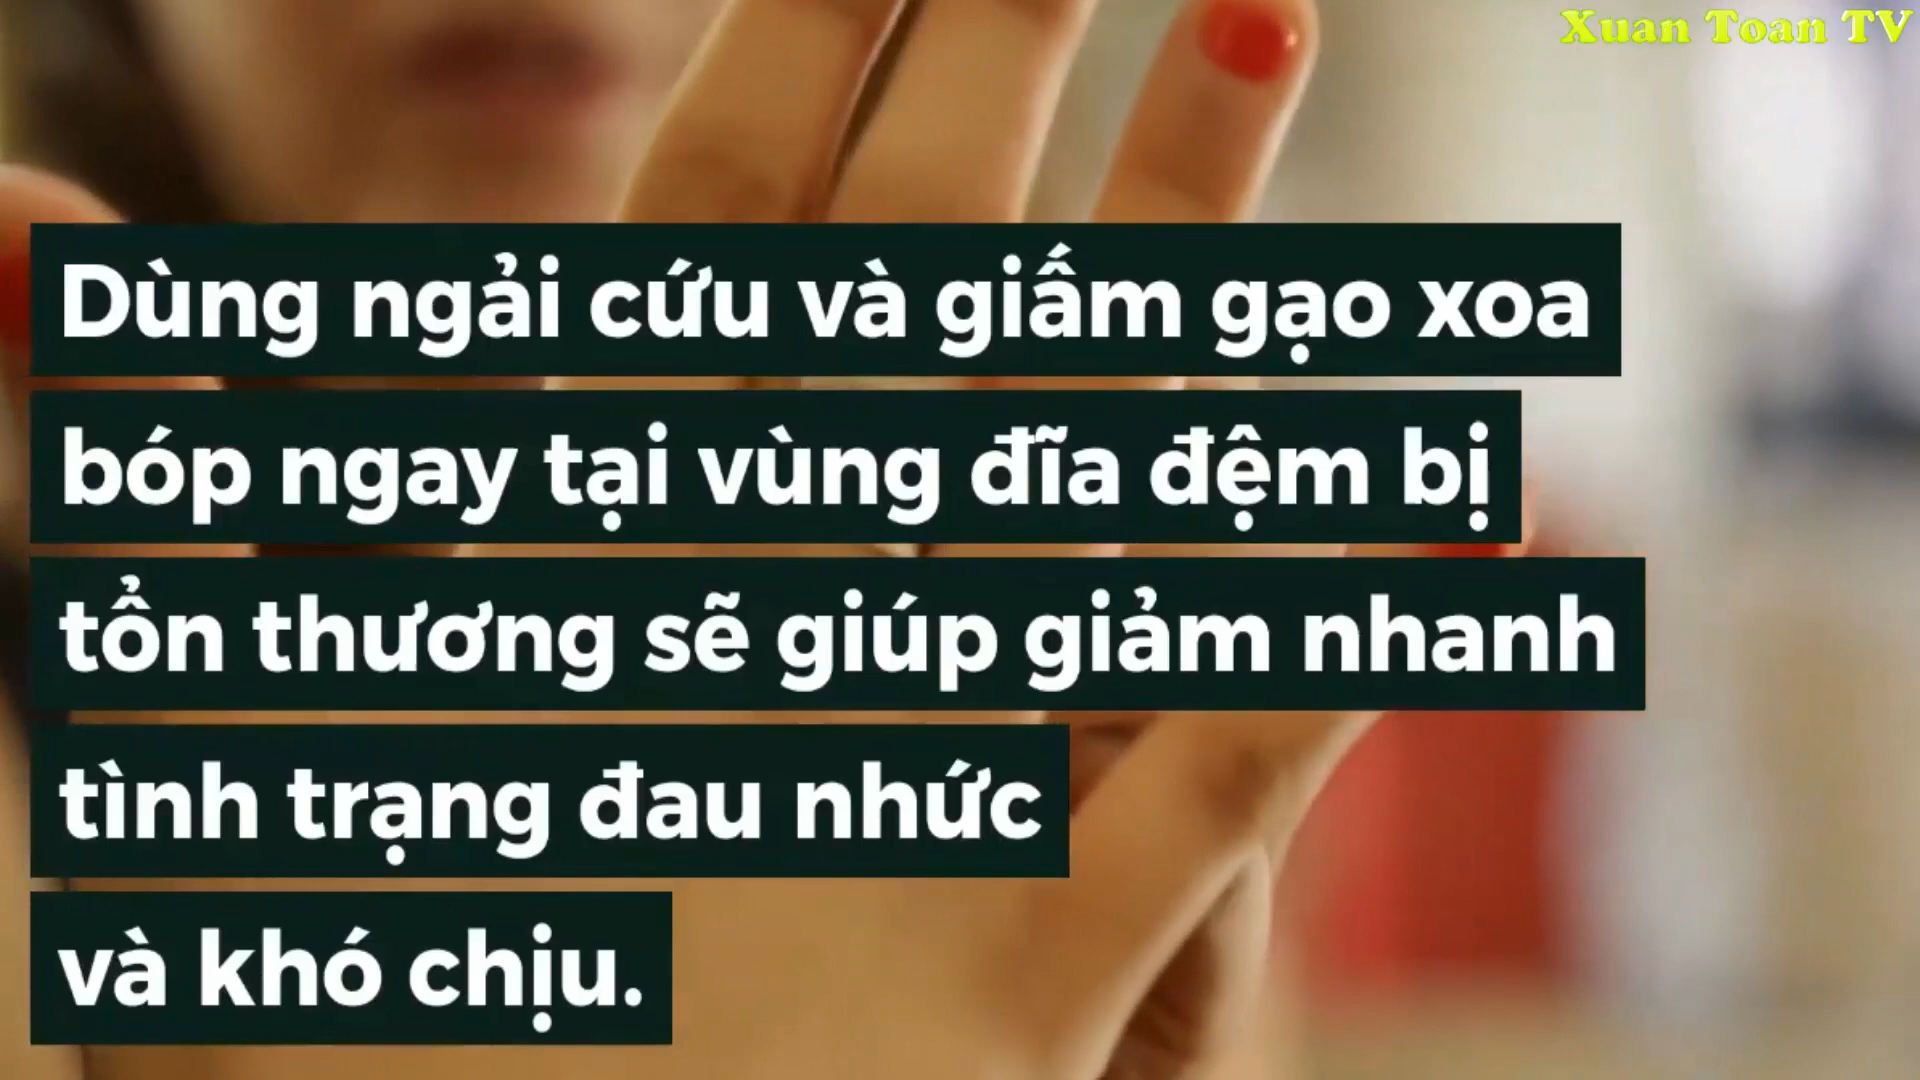 Xuan Toan TV
Dùng ngải cứu và giấm gạo xoa
bóp ngay tại vùng đĩa đệm bị
tổn thương sẽ giúp giảm nhanh
tình trạng đau nhức
và khó chịu.